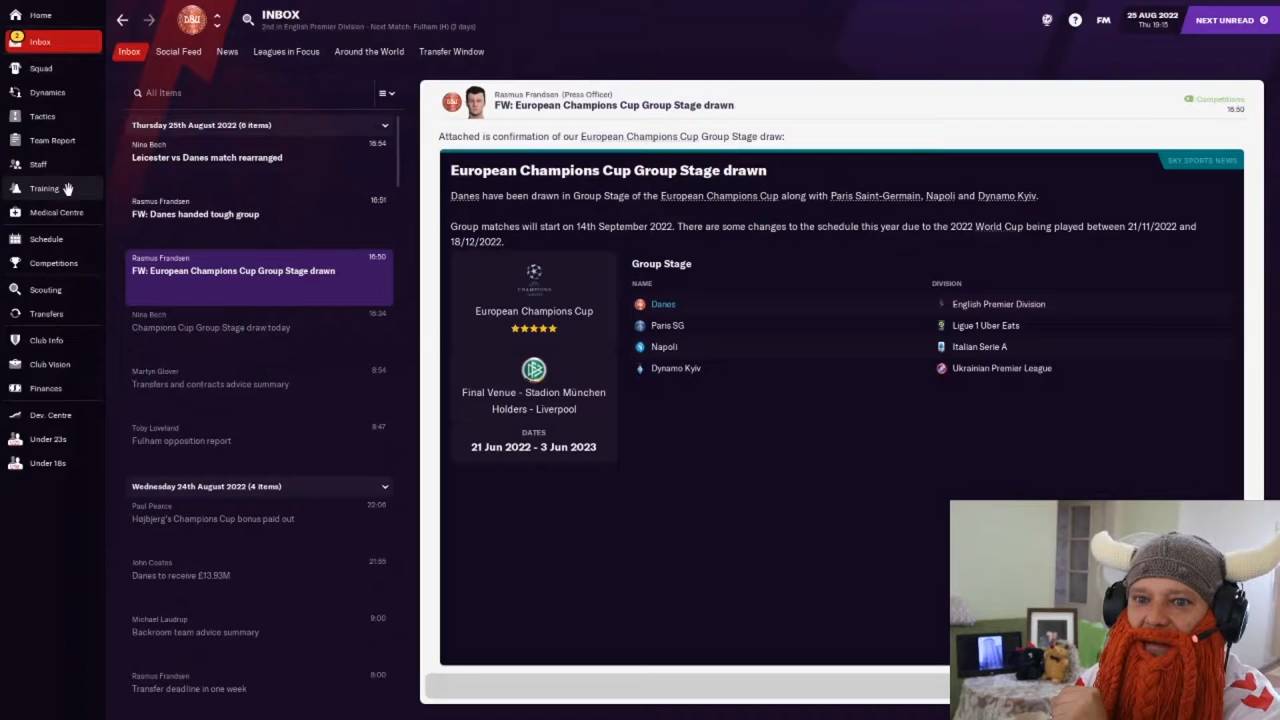 Home
2
Inbox
Squad
Dynamics
Tactics
Team Report
Staff
Training
Medical Centre
Schedule
Competitions
Scouting
Transfers
Club Info
Club Vision
Finances
Dev. Centre
Under 23s
Under 18s
DBU
INBOX
2nd in English Premier Division - Next Match: Fulham (H) (3 days)
FM
25 AUG 2022
Thu 19:15
NEXT UNREAD
Inbox Social Feed News Leagues in Focus Around the World Transfer Window
All Items
Thursday 25th August 2022 (6 items)
Nina Bech 18:54
Leicester vs Danes match rearranged
Rasmus Frandsen 16:51
FW: Danes handed tough group
Rasmus Frandsen 16:50
FW: European Champions Cup Group Stage drawn
Nina Bech 16:34
Champions Cup Group Stage draw today
Martyn Glover 8:54
Transfers and contracts advice summary
Toby Loveland 8:47
Fulham opposition report
Wednesday 24th August 2022 (4 items)
Paul Pearce 22:06
Højbjerg's Champions Cup bonus paid out
John Coates 21:55
Danes to receive £13.93M
Michael Laudrup 9:00
Backroom team advice summary
Rasmus Frandsen 8:00
Transfer deadline in one week
DBU
Rasmus Frandsen (Press Officer)
FW: European Champions Cup Group Stage drawn
Competitions
16:50
Attached is confirmation of our European Champions Cup Group Stage draw:
SKY SPORTS NEWS
European Champions Cup Group Stage drawn
Danes have been drawn in Group Stage of the European Champions Cup along with Paris Saint-Germain, Napoli and Dynamo Kyiv.
Group matches will start on 14th September 2022. There are some changes to the schedule this year due to the 2022 World Cup being played between 21/11/2022 and
18/12/2022.
CHAMPIONS
European Champions Cup
Final Venue - Stadion München
Holders - Liverpool
DATES
21 Jun 2022 - 3 Jun 2023
Group Stage
NAME DIVISION
Danes English Premier Division
Paris SG Ligue 1 Uber Eats
Napoli Italian Serie A
Dynamo Kyiv Ukrainian Premier League